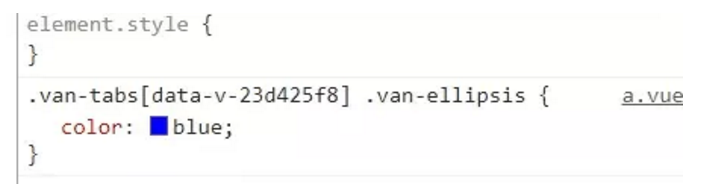 element.style {
}
.van-tabs[data-v-23d425f8] .van-ellipsis { a.vue
color: blue;
}